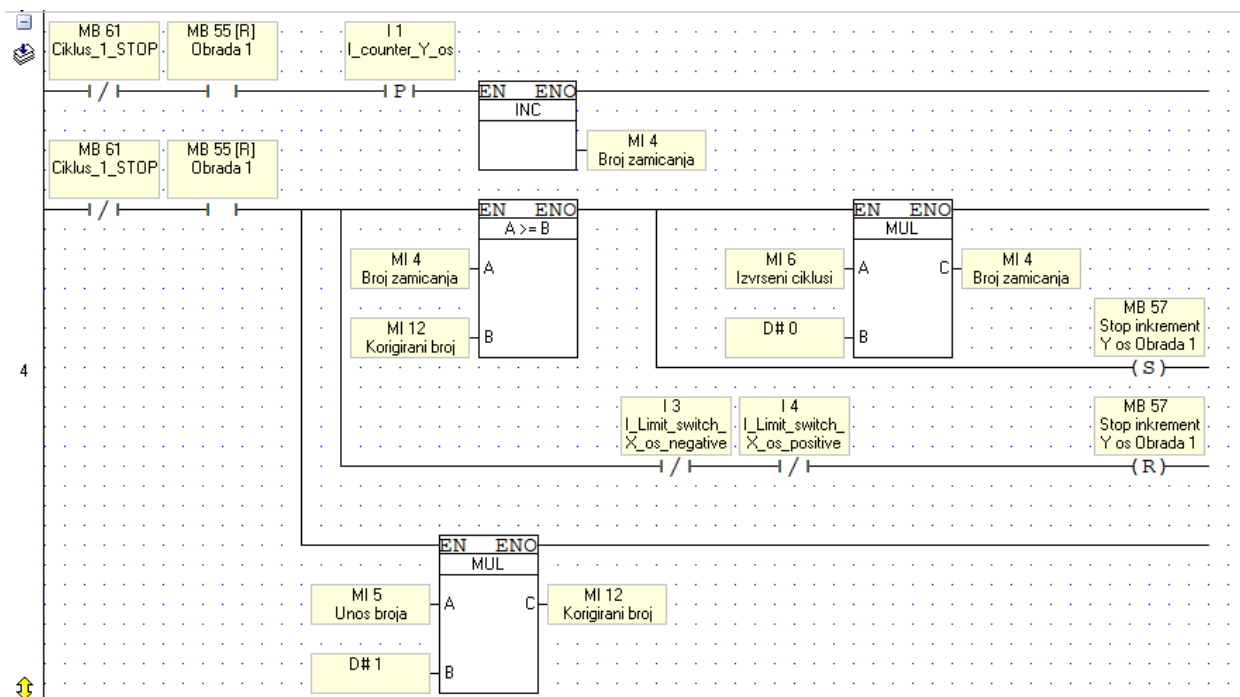 MB 61
Ciklus_1_STOP
MB 55 [R]
Obrada 1
I 1
I_counter_Y_os
P
EN ENO
INC
MI 4
Broj zamicanja
MB 61
Ciklus_1_STOP
MB 55 [R]
Obrada 1
EN ENO
A >= B
MI 4
Broj zamicanja
A
MI 12
Korigirani broj
B
EN ENO
MUL
MI 6
Izvrseni ciklusi
A
C
MI 4
Broj zamicanja
D# 0
B
MB 57
Stop inkrement
Y os Obrada 1
(S)
4
I 3
I_Limit_switch_
X_os_negative
I 4
I_Limit_switch_
X_os_positive
MB 57
Stop inkrement
Y os Obrada 1
(R)
EN ENO
MUL
MI 5
Unos broja
A
C
MI 12
Korigirani broj
D# 1
B